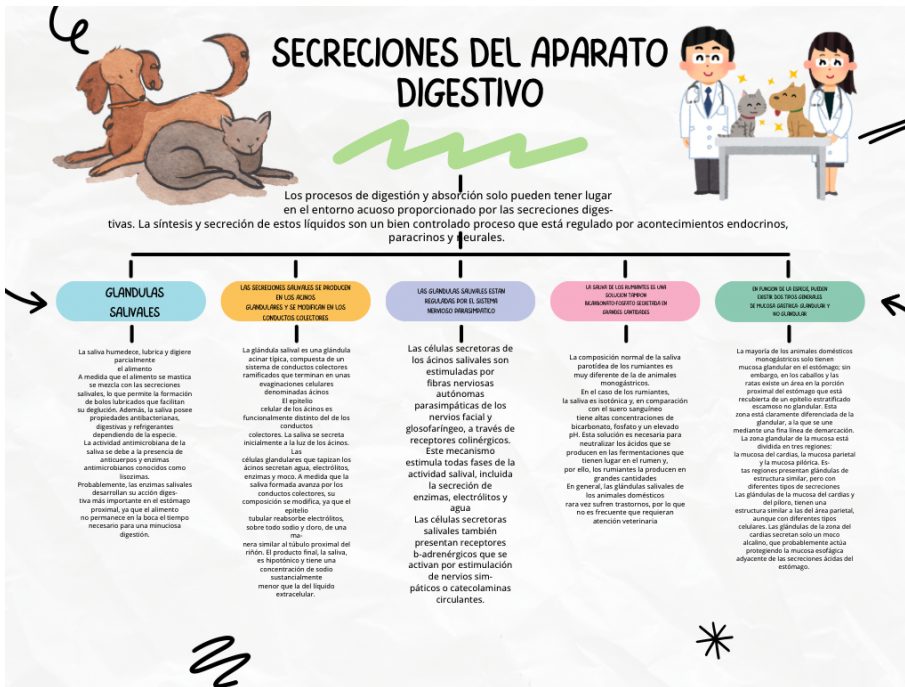 SECRECIONES DEL APARATO
DIGESTIVO
Los procesos de digestión y absorción solo pueden tener lugar
en el entorno acuoso proporcionado por las secreciones diges-
tivas. La síntesis y secreción de estos líquidos son un bien controlado proceso que está regulado por acontecimientos endocrinos,
paracrinos y neurales.
GLANDULAS
SALIVALES
La saliva humedece, lubrica y digiere
parcialmente
el alimento
A medida que el alimento se mastica
se mezcla con las secreciones
salivales, lo que permite la formación
de bolos lubricados que facilitan
su deglución. Además, la saliva posee
propiedades antibacterianas,
digestivas y refrigerantes
dependiendo de la especie.
La actividad antimicrobiana de la
saliva se debe a la presencia de
anticuerpos y enzimas
antimicrobianos conocidos como
lisozimas.
Probablemente, las enzimas salivales
desarrollan su acción diges-
tiva más importante en el estómago
proximal, ya que el alimento
no permanece en la boca el tiempo
necesario para una minuciosa
digestión.
LAS SECRECIONES SALIVALES SE PRODUCEN
EN LOS ACINOS
GLANDULARES Y SE MODIFICAN EN LOS
CONDUCTOS COLECTORES
La glándula salival es una glándula
acinar típica, compuesta de un
sistema de conductos colectores
ramificados que terminan en unas
evaginaciones celulares
denominadas ácinos
El epitelio
celular de los ácinos es
funcionalmente distinto del de los
conductos
colectores. La saliva se secreta
inicialmente a la luz de los ácinos.
Las
células glandulares que tapizan los
ácinos secretan agua, electrólitos,
enzimas y moco. A medida que la
saliva formada avanza por los
conductos colectores, su
composición se modifica, ya que el
epitelio
tubular reabsorbe electrólitos,
sobre todo sodio y cloro, de una
ma-
nera similar al túbulo proximal del
riñón. El producto final, la saliva,
es hipotónico y tiene una
concentración de sodio
sustancialmente
menor que la del líquido
extracelular.
LAS GLANDULAS SALIVALES ESTAN
REGULADAS POR EL SISTEMA
NERVIOSO PARASIMPATICO
Las células secretoras de
los ácinos salivales son
estimuladas por
fibras nerviosas
autónomas
parasimpáticas de los
nervios facial y
glosofaríngeo, a través de
receptores colinérgicos.
Este mecanismo
estimula todas fases de la
actividad salival, incluida
la secreción de
enzimas, electrólitos y
agua
Las células secretoras
salivales también
presentan receptores
b-adrenérgicos que se
activan por estimulación
de nervios sim-
páticos o catecolaminas
circulantes.
LA SALIVA DE LOS RUMIANTES ES UNA
SOLUCION TAMPON
BICARBONATO-FOSFATO SECRETADA EN
GRANDES CANTIDADES
La composición normal de la saliva
parotídea de los rumiantes es
muy diferente de la de animales
monogástricos.
En el caso de los rumiantes,
la saliva es isotónica y, en comparación
con el suero sanguíneo
tiene altas concentraciones de
bicarbonato, fosfato y un elevado
pH. Esta solución es necesaria para
neutralizar los ácidos que se
producen en las fermentaciones que
tienen lugar en el rumen y,
por ello, los rumiantes la producen en
grandes cantidades
En general, las glándulas salivales de
los animales domésticos
rara vez sufren trastornos, por lo que
no es frecuente que requieran
atención veterinaria
EN FUNCION DE LA ESPECIE, PUEDEN
EXISTIR DOS TIPOS GENERALES
DE MUCOSA GASTRICA: GLANDULAR Y
NO GLANDULAR
La mayoría de los animales domésticos
monogástricos solo tienen
mucosa glandular en el estómago; sin
embargo, en los caballos y las
ratas existe un área en la porción
proximal del estómago que está
recubierta de un epitelio estratificado
escamoso no glandular. Esta
zona está claramente diferenciada de la
glandular, a la que une
mediante una fina línea de demarcación.
La zona glandular de la mucosa está
dividida en tres regiones:
la mucosa del cardias, la mucosa parietal
y la mucosa pilórica. Es-
tas regiones presentan glándulas de
estructura similar, pero con
diferentes tipos de secreciones
Las glándulas de la mucosa del cardias y
del píloro, tienen una
estructura similar a las del área parietal,
aunque con diferentes tipos
celulares. Las glándulas de la zona del
cardias secretan solo un moco
alcalino, que probablemente actúa
protegiendo la mucosa esofágica
adyacente de las secreciones ácidas del
estómago.